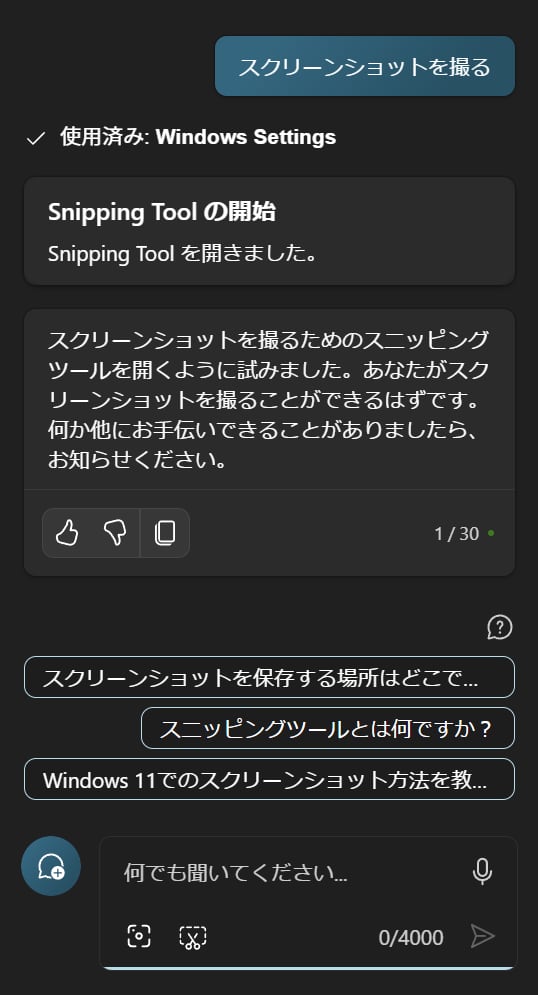 スクリーンショットを撮る
使用済み: Windows Settings
Snipping Tool の開始
Snipping Tool を開きました。
スクリーンショットを撮るためのスニッピング
ツールを開くように試みました。あなたがスク
リーンショットを撮ることができるはずです。
何か他にお手伝いできることがありましたら、
お知らせください。
1 / 30
スクリーンショットを保存する場所はどこで...
スニッピングツールとは何ですか？
Windows 11でのスクリーンショット方法を教...
何でも聞いてください...
0/4000